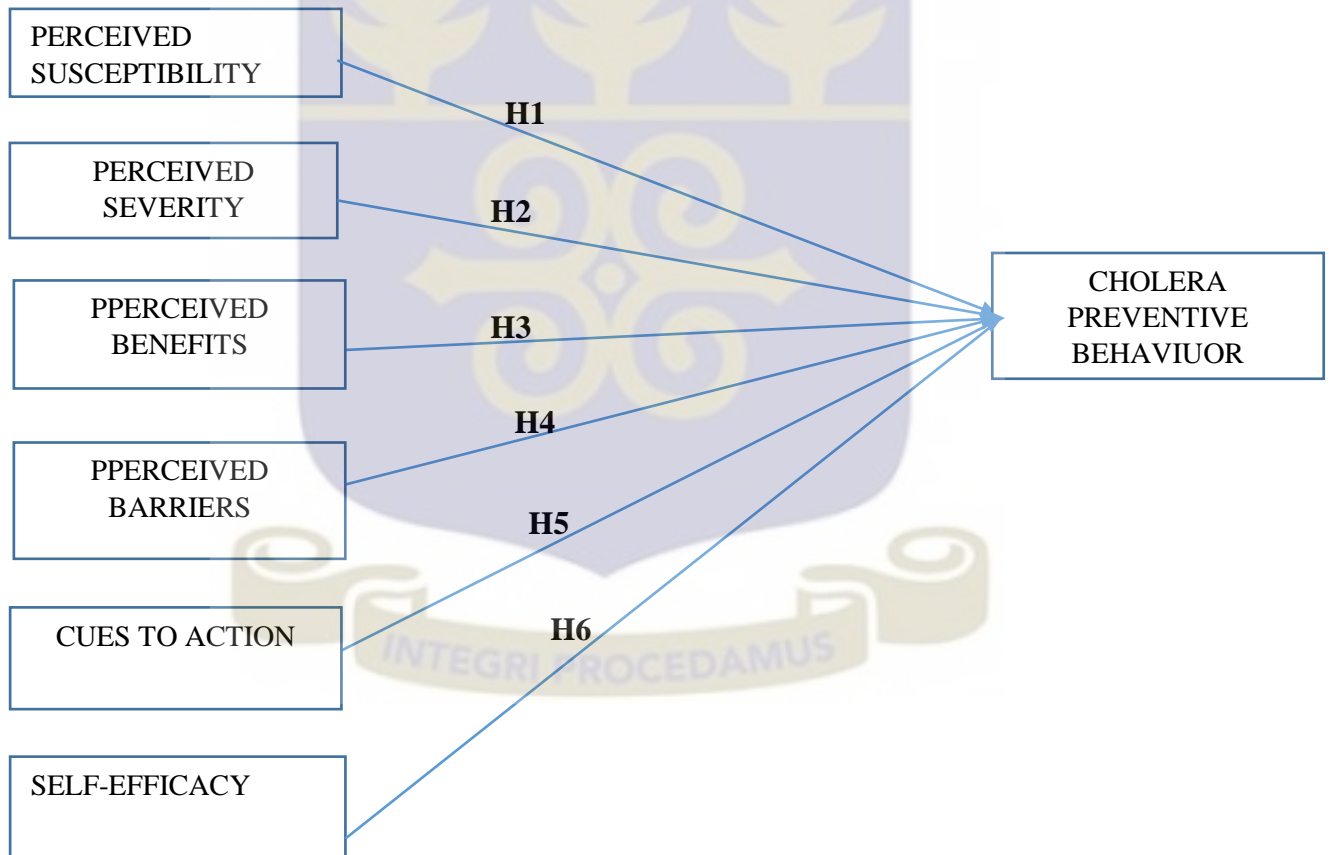 PERCEIVED
SUSCEPTIBILITY
H1
PERCEIVED
SEVERITY
H2
CHOLERA
PREVENTIVE
BEHAVIUOR
PPERCEIVED
BENEFITS
H3
PPERCEIVED
BARRIERS
H4
H5
CUES TO ACTION
H6
INTEGRI PROCEDAMUS
SELF-EFFICACY